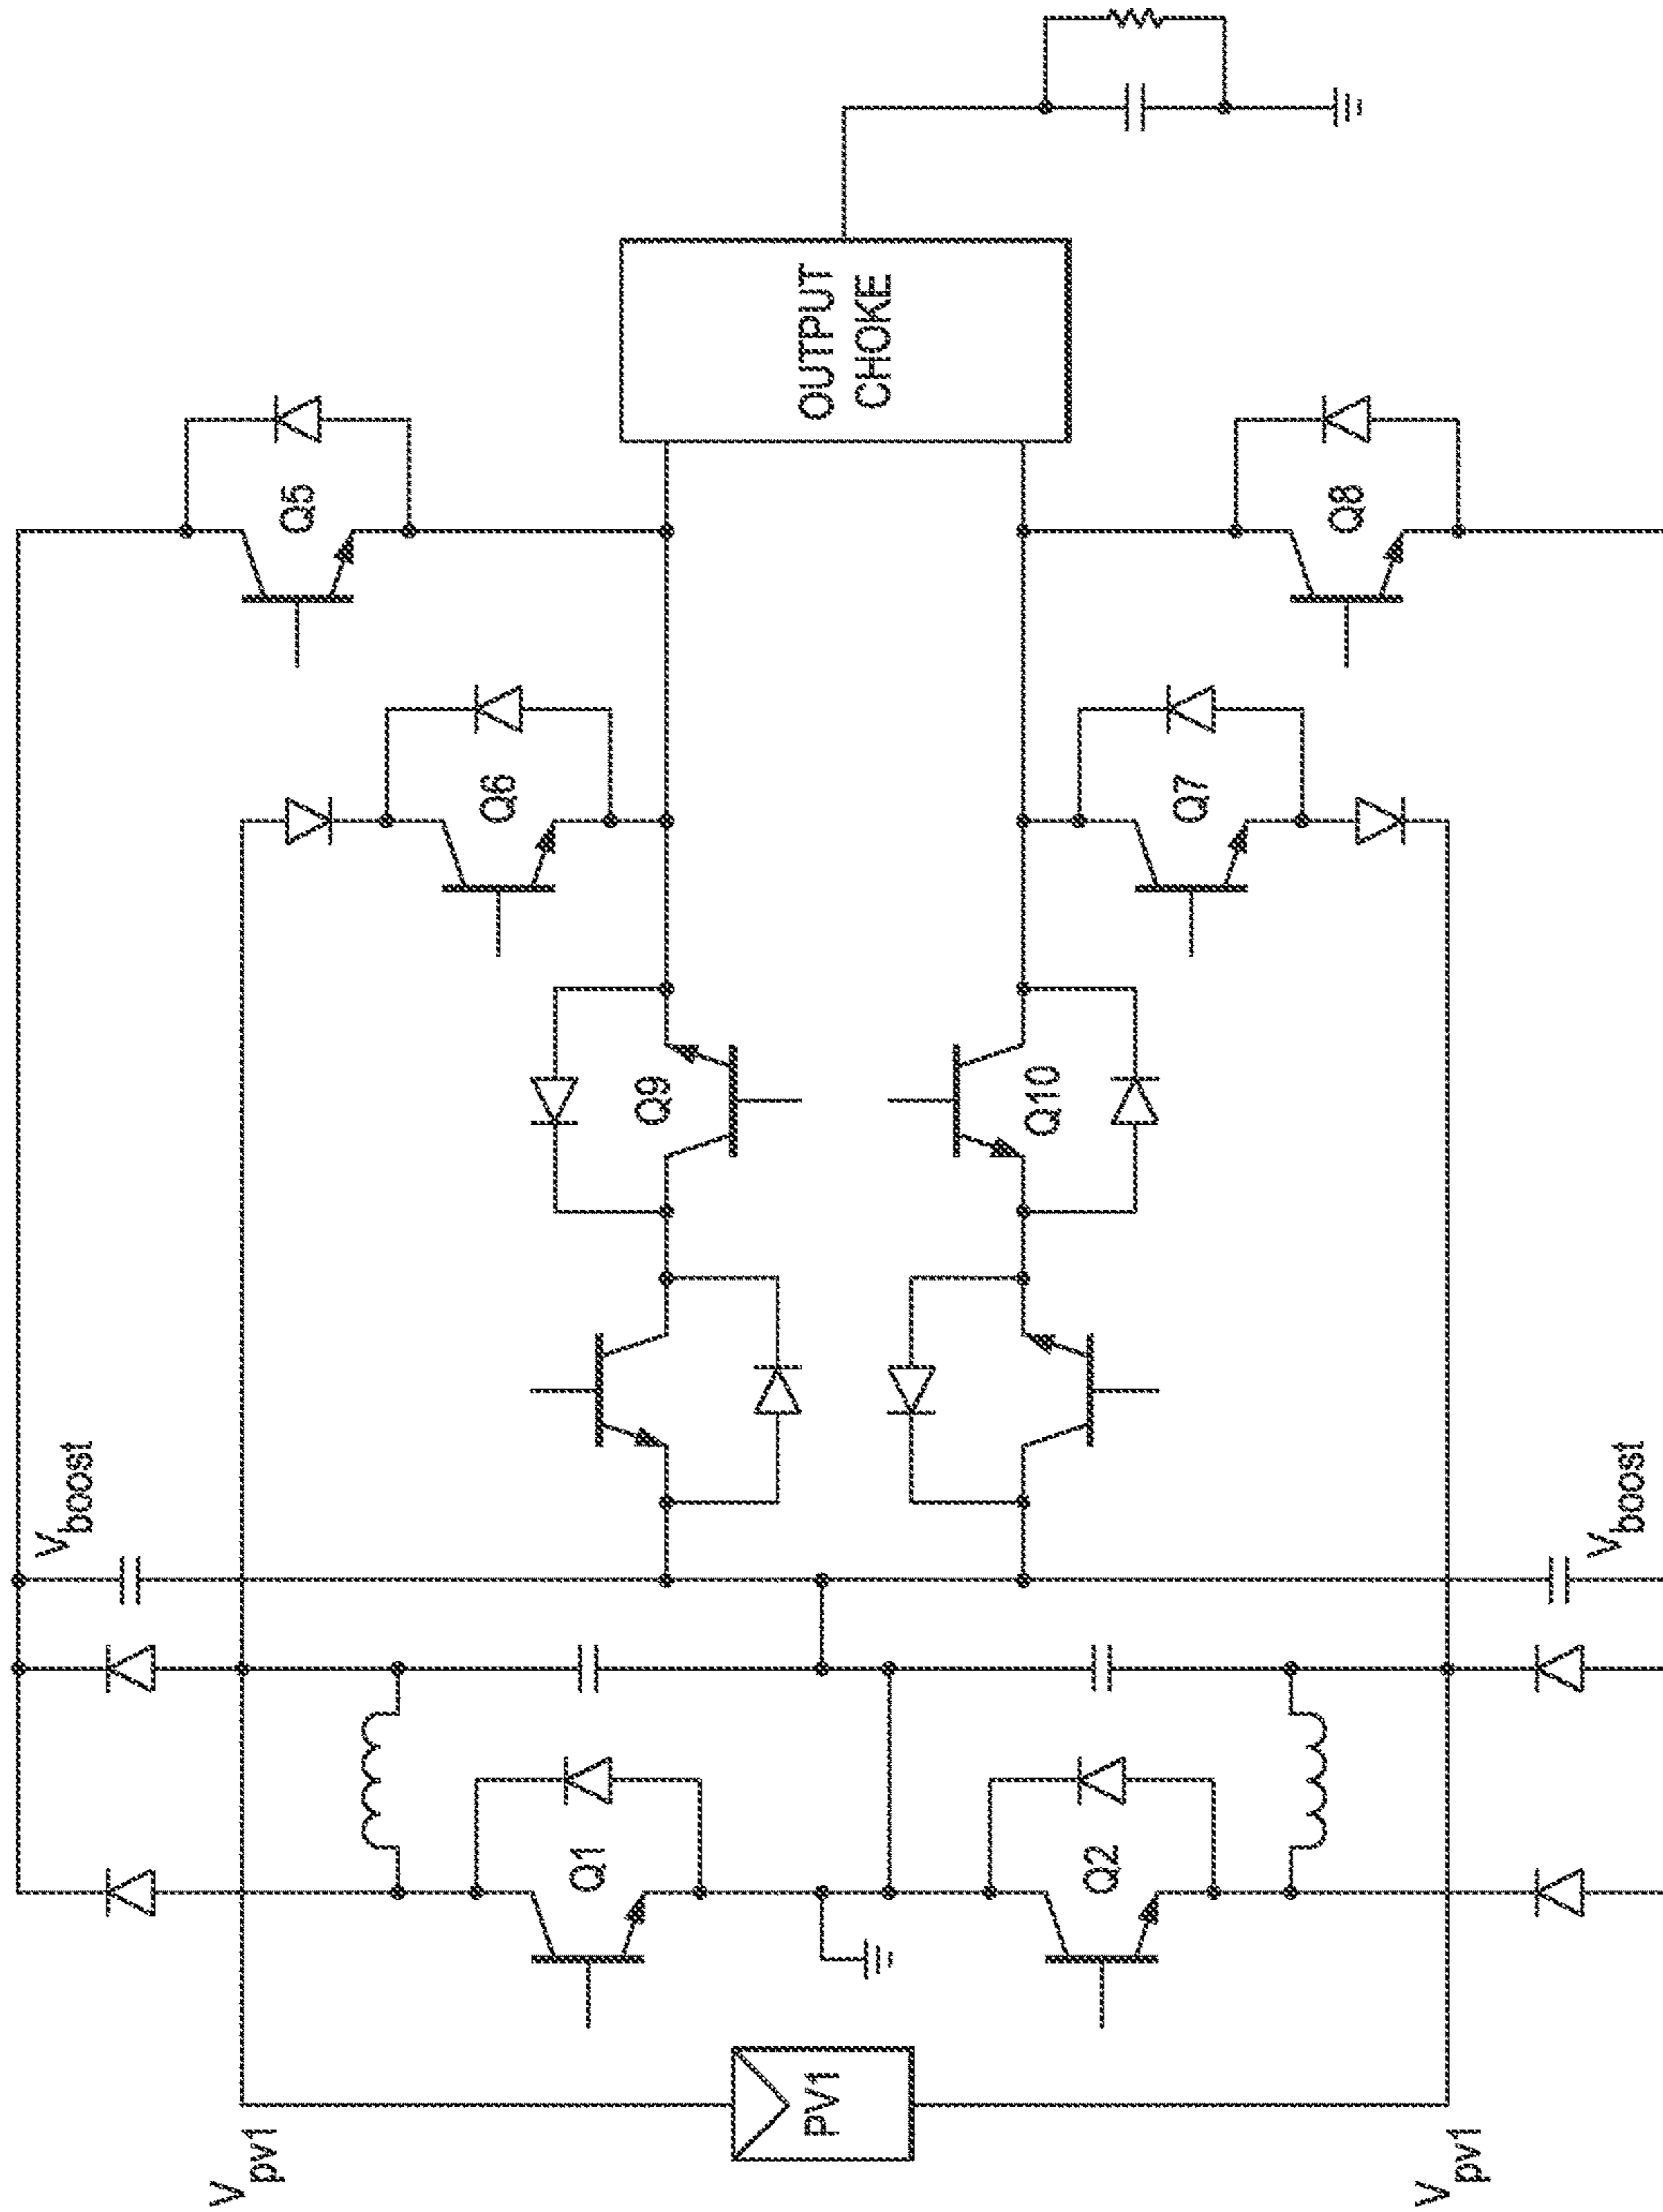 V_pv1
V_pv1
PV1
Q1
Q2
V_boost
V_boost
Q9
Q10
Q6
Q7
Q5
Q8
OUTPUT
CHOKE